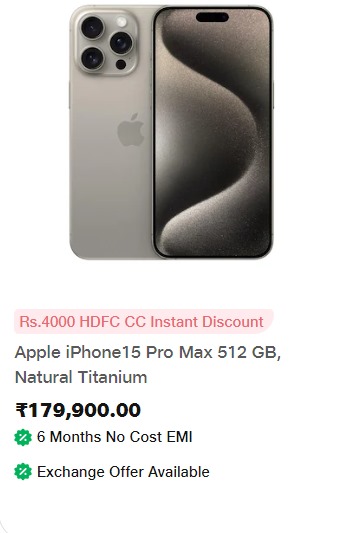 Rs.4000 HDFC CC Instant Discount
Apple iPhone15 Pro Max 512 GB,
Natural Titanium
₹179,900.00
6 Months No Cost EMI
Exchange Offer Available